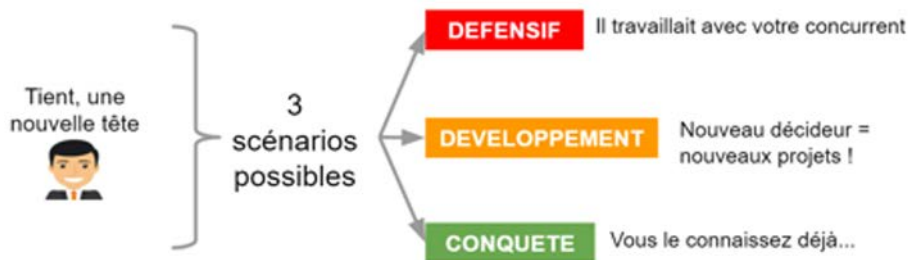 Tient, une
nouvelle tête
3
scénarios
possibles
DEFENSIF
Il travaillait avec votre concurrent
DEVELOPPEMENT
Nouveau décideur =
nouveaux projets !
CONQUETE
Vous le connaissez déjà...